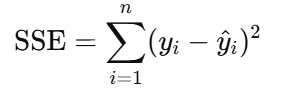 SSE = \sum_{i=1}^{n} (y_i - \hat{y}_i)^2